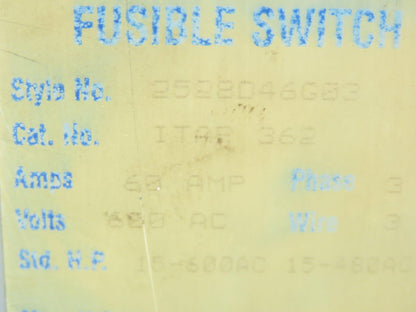 FUSIBLE SWITCH
Style No. 2528D46G03
Cat. No. ITAP 362
Amps 60 AMP Phase 3
Volts 600 AC Wire 3
Std. H.P. 15-600AC 15-480AC